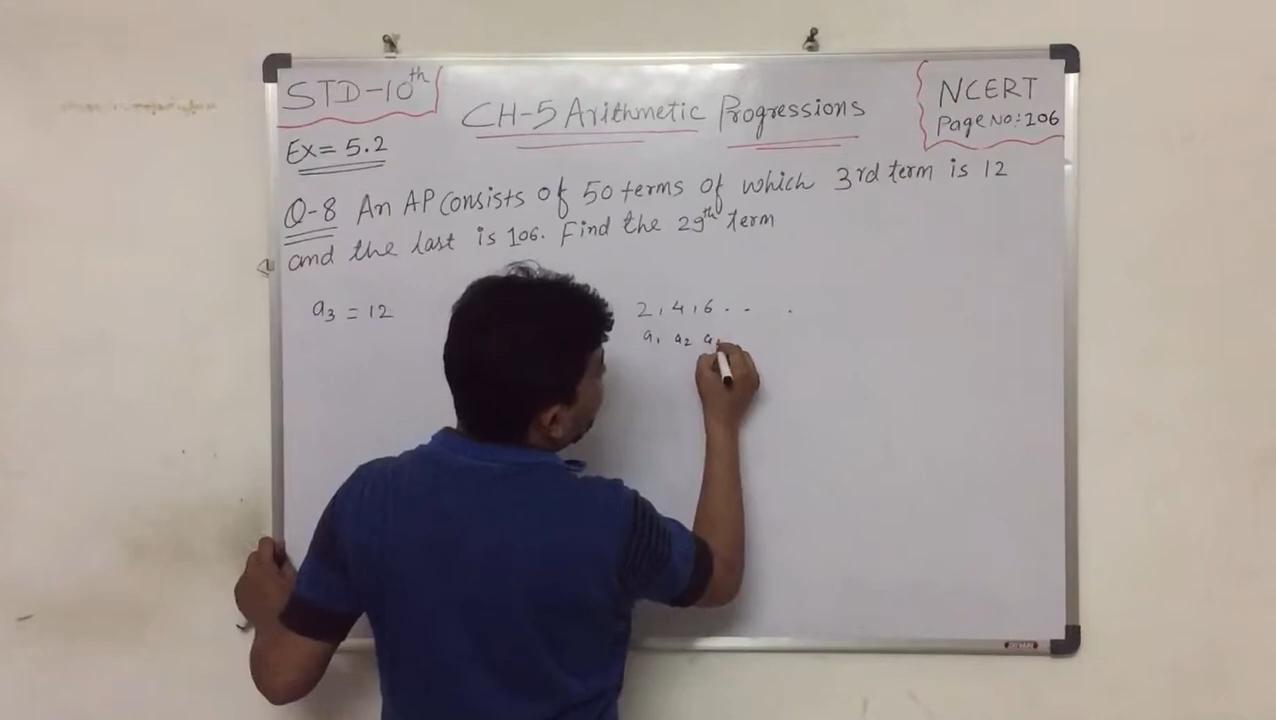 STD-10th
CH-5 Arithmetic Progressions
NCERT
Page No:-106
Ex= 5.2
Q-8 An AP Consists of 50 terms of which 3rd term is 12
and the last is 106. Find the 29th term
a3 = 12
2, 4, 6 . . .
a1 a2 a